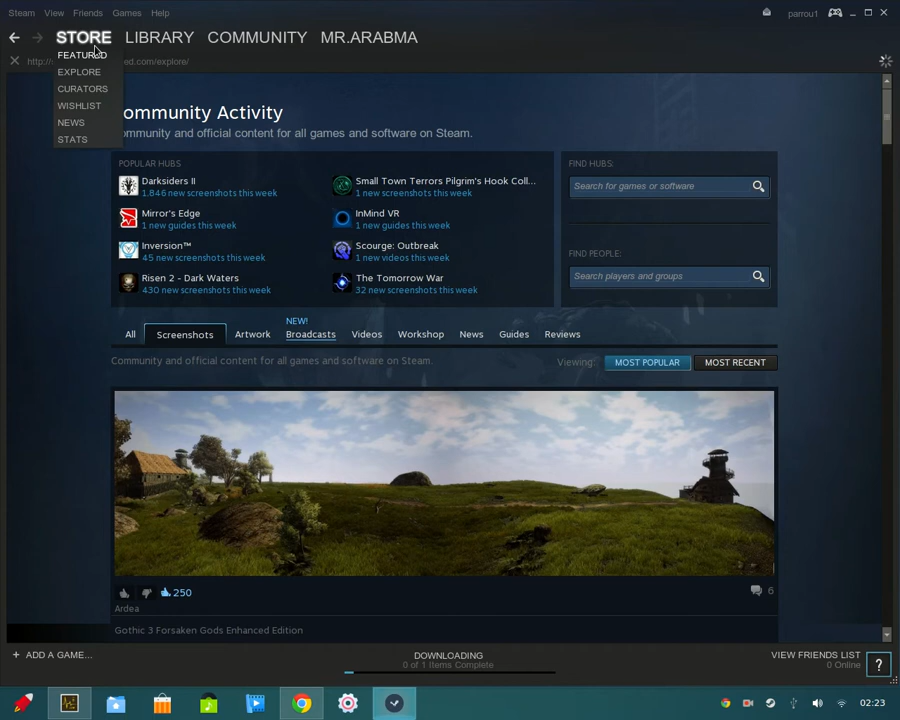 Steam View Friends Games Help
parrou1
STORE LIBRARY COMMUNITY MR.ARABMA
http:// ed.com/explore/
FEATURED
EXPLORE
CURATORS
WISHLIST
NEWS
STATS
ommunity Activity
ommunity and official content for all games and software on Steam.
POPULAR HUBS
Darksiders II
1,846 new screenshots this week
Small Town Terrors Pilgrim's Hook Coll...
1 new screenshots this week
Mirror's Edge
1 new guides this week
InMind VR
1 new guides this week
Inversion™
45 new screenshots this week
Scourge: Outbreak
1 new videos this week
Risen 2 - Dark Waters
430 new screenshots this week
The Tomorrow War
32 new screenshots this week
FIND HUBS:
Search for games or software
FIND PEOPLE:
Search players and groups
NEW!
All Screenshots Artwork Broadcasts Videos Workshop News Guides Reviews
Community and official content for all games and software on Steam.
Viewing: MOST POPULAR MOST RECENT
250
6
Ardea
Gothic 3 Forsaken Gods Enhanced Edition
+ ADD A GAME...
DOWNLOADING
0 of 1 Items Complete
VIEW FRIENDS LIST
0 Online
?
02:23